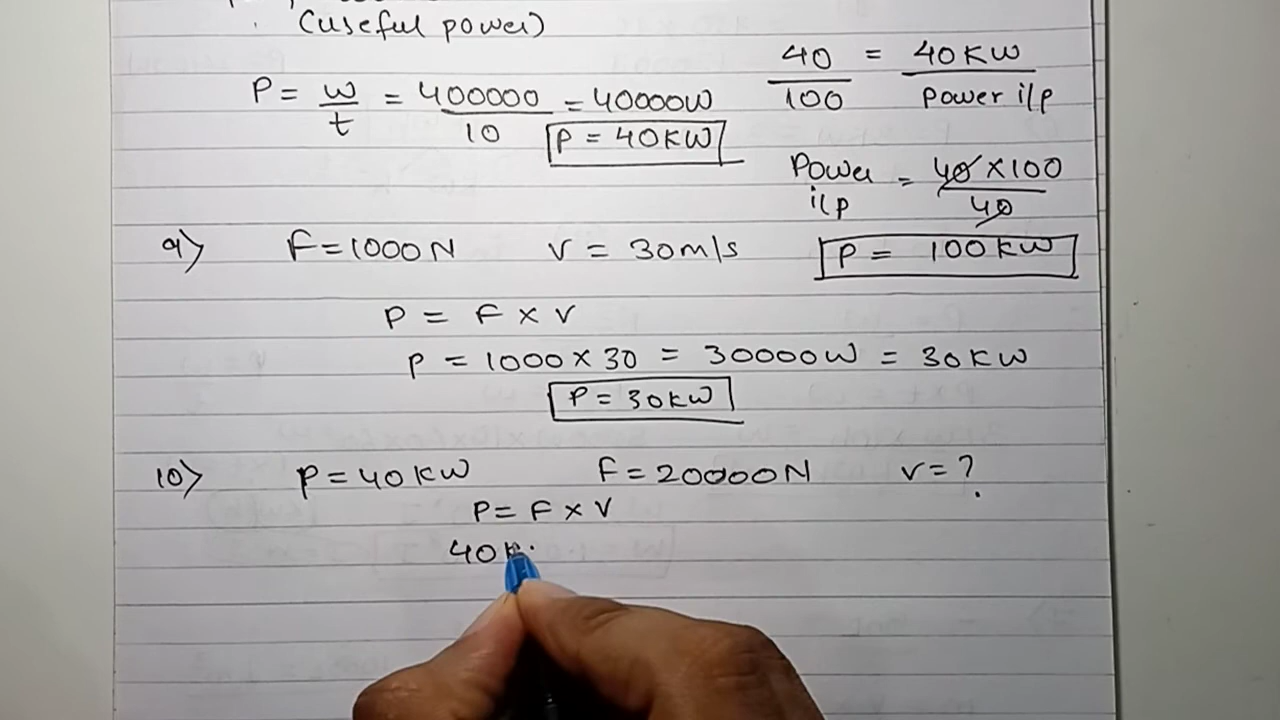 (useful power)
P = w/t = 400000/10 = 40000W
P = 40KW
40/100 = 40KW/Power i/p
Power i/p = 40×100/40
P = 100KW
9) F=1000N V = 30m/s
P = F × V
P = 1000 × 30 = 30000W = 30KW
P = 30KW
10) P=40KW F=20000N V=?
P= F × V
40K